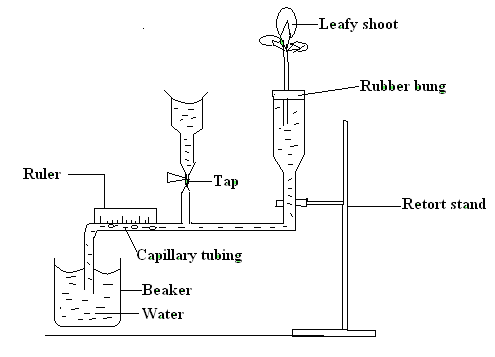 Leafy shoot
Rubber bung
Ruler
Tap
Retort stand
Capillary tubing
Beaker
Water